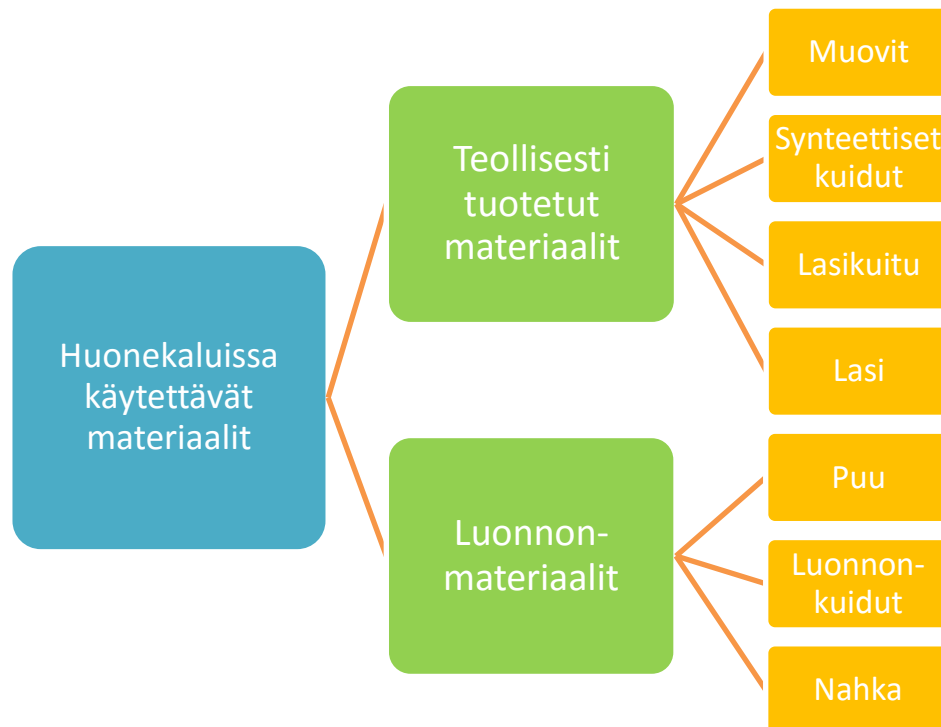 Huonekaluissa
käytettävät
materiaalit
Teollisesti
tuotetut
materiaalit
Muovit
Synteettiset
kuidut
Lasikuitu
Lasi
Luonnon-
materiaalit
Puu
Luonnon-
kuidut
Nahka